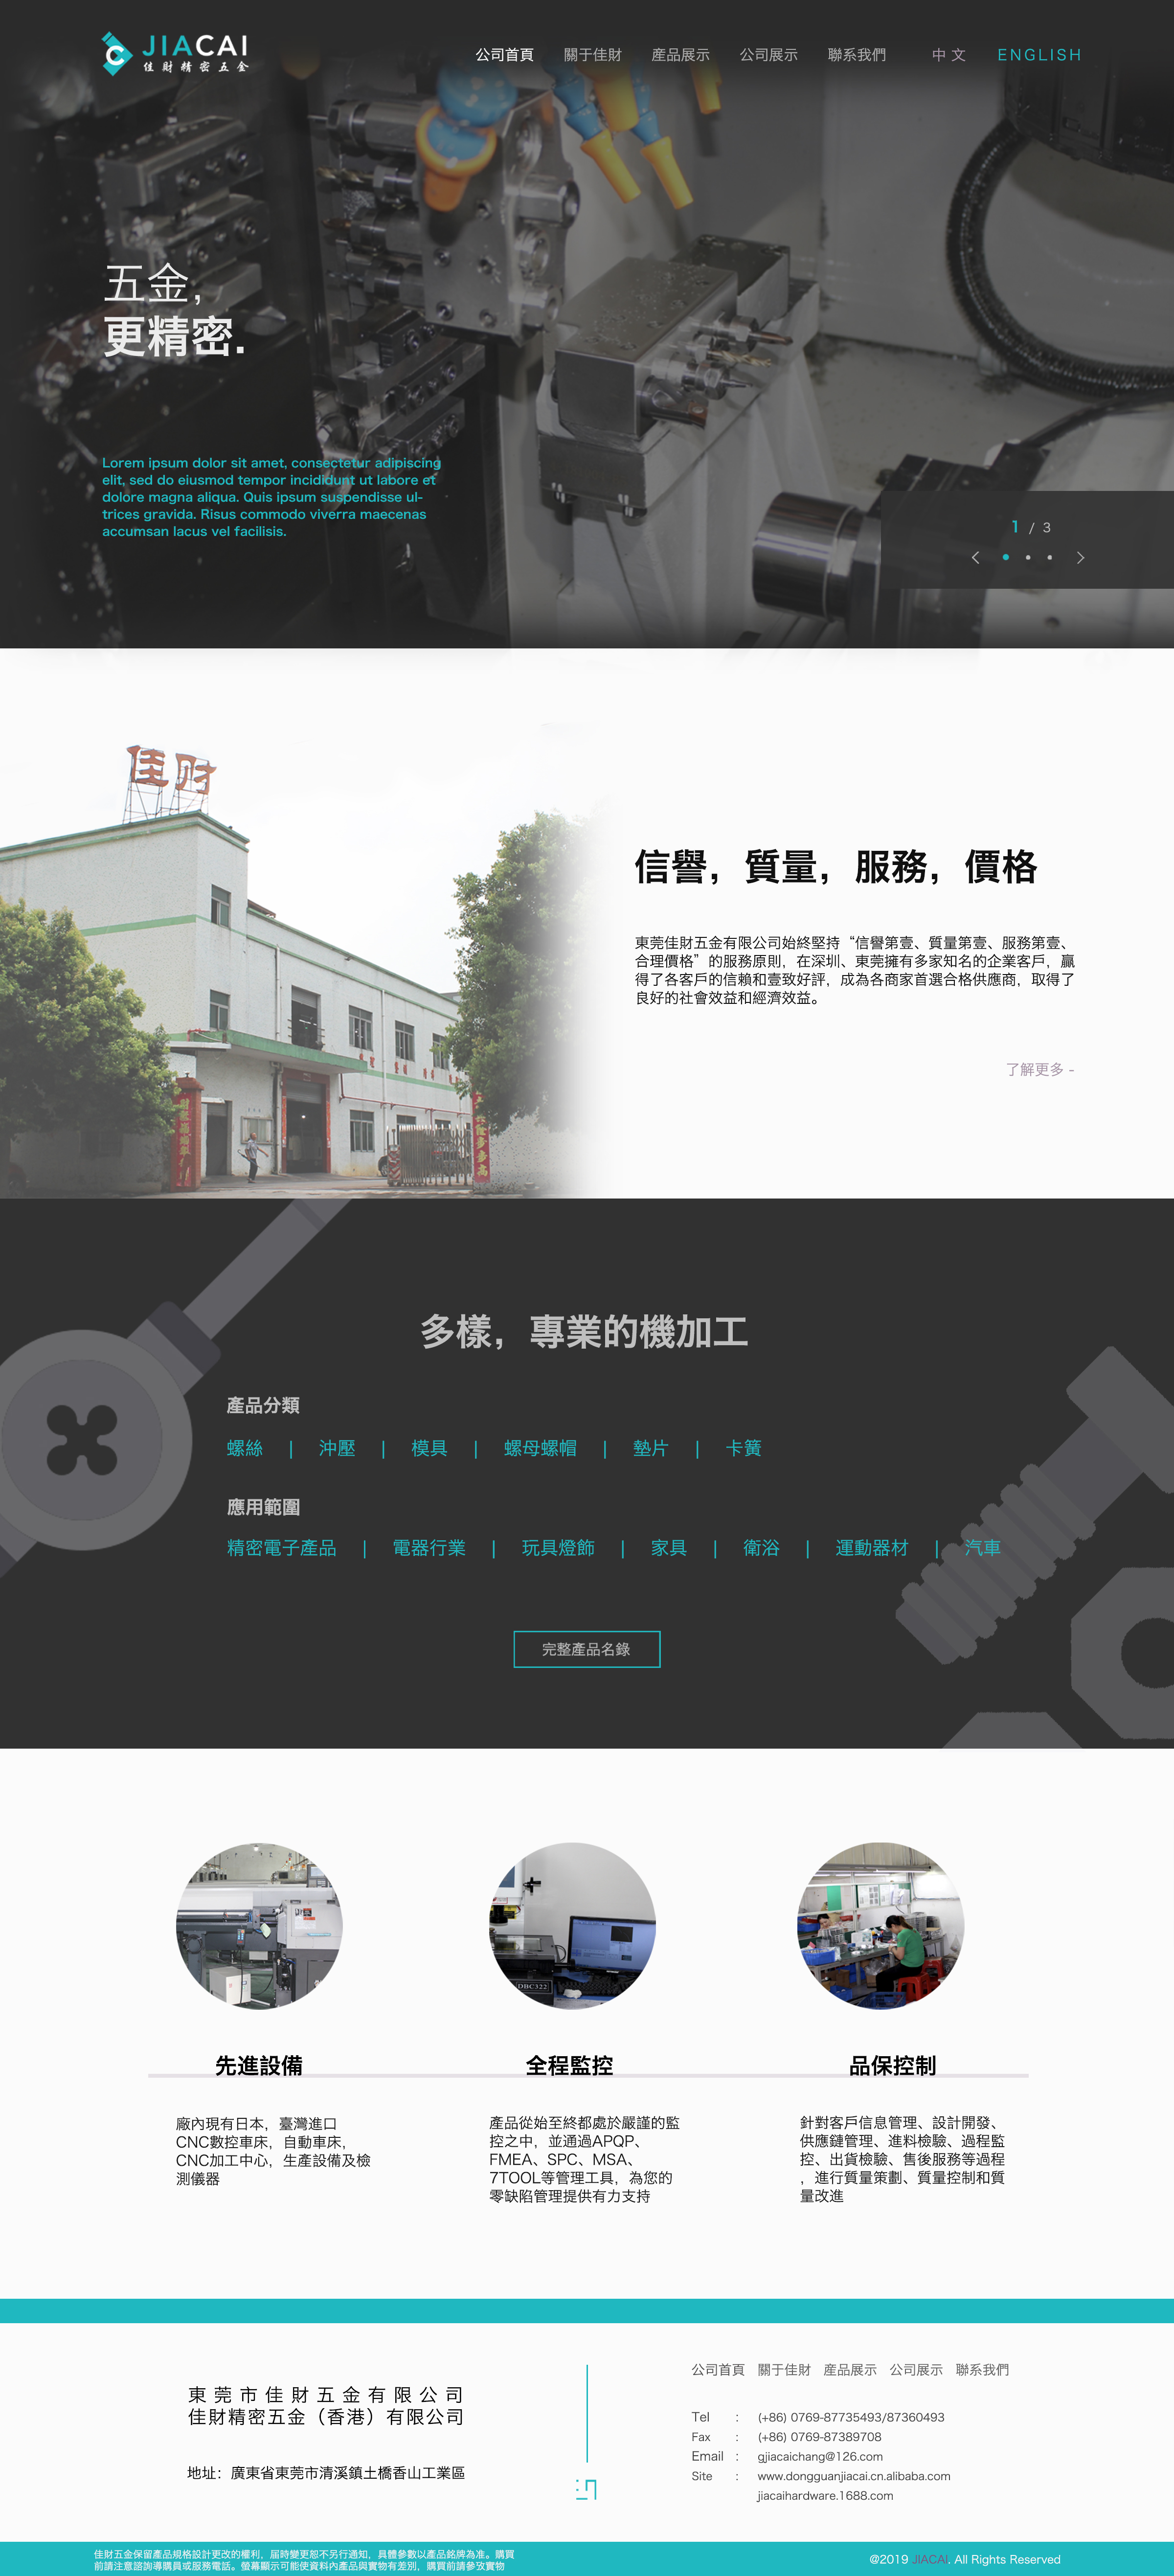 JIACAI
佳財精密五金
公司首頁 關于佳財 産品展示 公司展示 聯系我們 中 文 ENGLISH
五金,
更精密.
Lorem ipsum dolor sit amet, consectetur adipiscing
elit, sed do eiusmod tempor incididunt ut labore et
dolore magna aliqua. Quis ipsum suspendisse ul-
trices gravida. Risus commodo viverra maecenas
accumsan lacus vel facilisis.
1 / 3
佳財
信譽，質量，服務，價格
東莞佳財五金有限公司始終堅持“信譽第壹、質量第壹、服務第壹、
合理價格”的服務原則，在深圳、東莞擁有多家知名的企業客戶，贏
得了各客戶的信賴和壹致好評，成為各商家首選合格供應商，取得了
良好的社會效益和經濟效益。
了解更多 -
多樣，專業的機加工
產品分類
螺絲 | 沖壓 | 模具 | 螺母螺帽 | 墊片 | 卡簧
應用範圍
精密電子產品 | 電器行業 | 玩具燈飾 | 家具 | 衛浴 | 運動器材 | 汽車
完整產品名錄
DBC322
先進設備 全程監控 品保控制
廠內現有日本，臺灣進口
CNC數控車床，自動車床，
CNC加工中心，生產設備及檢
測儀器
產品從始至終都處於嚴謹的監
控之中，並通過APQP、
FMEA、SPC、MSA、
7TOOL等管理工具，為您的
零缺陷管理提供有力支持
針對客戶信息管理、設計開發、
供應鏈管理、進料檢驗、過程監
控、出貨檢驗、售後服務等過程
，進行質量策劃、質量控制和質
量改進
東莞市佳財五金有限公司
佳財精密五金（香港）有限公司
地址：廣東省東莞市清溪鎮土橋香山工業區
公司首頁 關于佳財 産品展示 公司展示 聯系我們
Tel : (+86) 0769-87735493/87360493
Fax : (+86) 0769-87389708
Email : gjiacaichang@126.com
Site : www.dongguanjiacai.cn.alibaba.com
jiacaihardware.1688.com
佳財五金保留產品規格設計更改的權利，屆時變更恕不另行通知，具體參數以產品銘牌為准。購買
前請注意諮詢導購員或服務電話。螢幕顯示可能使資料內產品與實物有差別，購買前請參攷實物
@2019 JIACAI. All Rights Reserved